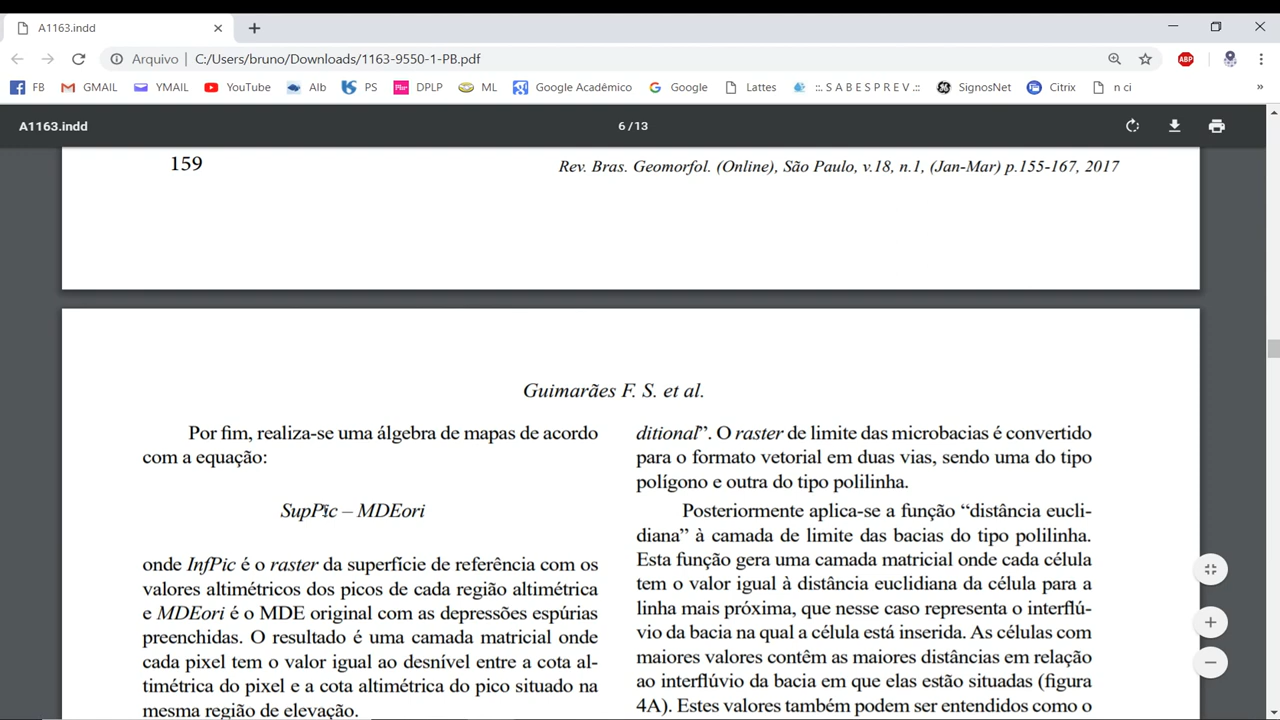 A1163.indd
Arquivo | C:/Users/bruno/Downloads/1163-9550-1-PB.pdf
ABP
FB GMAIL YMAIL YouTube PS DPLP ML Google Acadêmico Google Lattes :: S A B E S P R E V .:: SignosNet Citrix n ci »
A1163.indd
6 / 13
159
Rev. Bras. Geomorfol. (Online), São Paulo, v.18, n.1, (Jan-Mar) p.155-167, 2017
Guimarães F. S. et al.
Por fim, realiza-se uma álgebra de mapas de acordo
com a equação:
SupPic – MDEori
onde InfPic é o raster da superfície de referência com os
valores altimétricos dos picos de cada região altimétrica
e MDEori é o MDE original com as depressões espúrias
preenchidas. O resultado é uma camada matricial onde
cada pixel tem o valor igual ao desnível entre a cota al-
timétrica do pixel e a cota altimétrica do pico situado na
mesma região de elevação.
ditional”. O raster de limite das microbacias é convertido
para o formato vetorial em duas vias, sendo uma do tipo
polígono e outra do tipo polilinha.
Posteriormente aplica-se a função “distância eucli-
diana” à camada de limite das bacias do tipo polilinha.
Esta função gera uma camada matricial onde cada célula
tem o valor igual à distância euclidiana da célula para a
linha mais próxima, que nesse caso representa o interflú-
vio da bacia na qual a célula está inserida. As células com
maiores valores contêm as maiores distâncias em relação
ao interflúvio da bacia em que elas estão situadas (figura
4A). Estes valores também podem ser entendidos como o